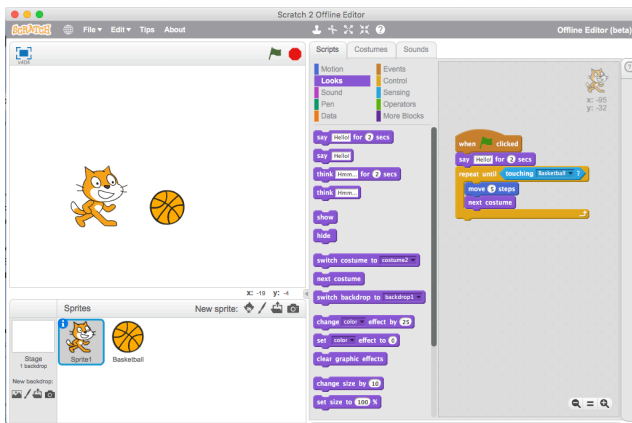 Scratch 2 Offline Editor
SCRATCH File Edit Tips About Offline Editor (beta)
v404
Scripts Costumes Sounds
Motion Events
Looks Control
Sound Sensing
Pen Operators
Data More Blocks
say Hello! for 2 secs
say Hello!
think Hmm... for 2 secs
think Hmm...
show
hide
switch costume to costume2
next costume
switch backdrop to backdrop1
change color effect by 25
set color effect to 0
clear graphic effects
change size by 10
set size to 100 %
x: -85
y: -32
when clicked
say Hello! for 2 secs
repeat until touching Basketball ?
move 5 steps
next costume
x: -19 y: -4
Sprites New sprite:
Stage
1 backdrop
Sprite1 Basketball
New backdrop: